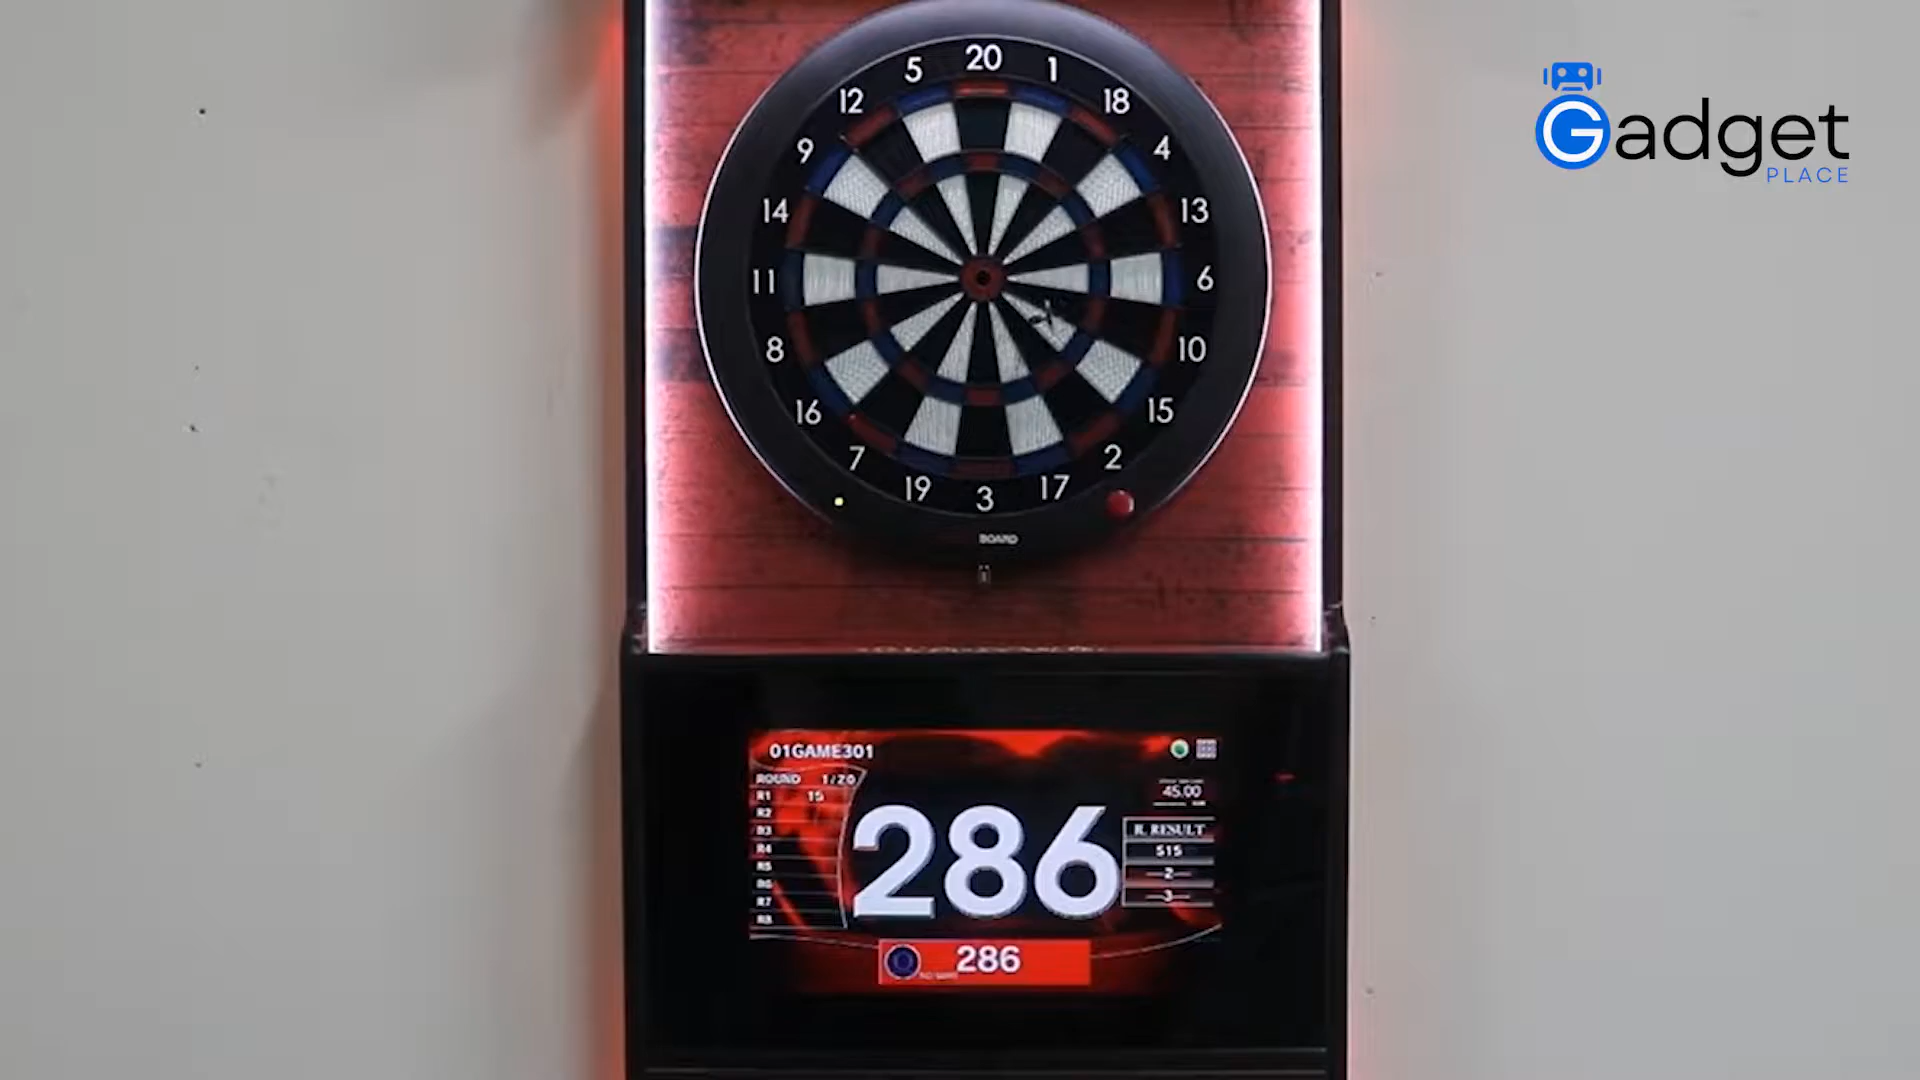 20
5
1
12
18
9
4
14
13
11
6
8
10
16
15
7
2
19
17
3
BOARD
Gadget
PLACE
01GAME301
ROUND 1/20
R1 15
R2
R3
R4
R5
R6
R7
R8
286
45.00
R. RESULT
S15
2
3
286